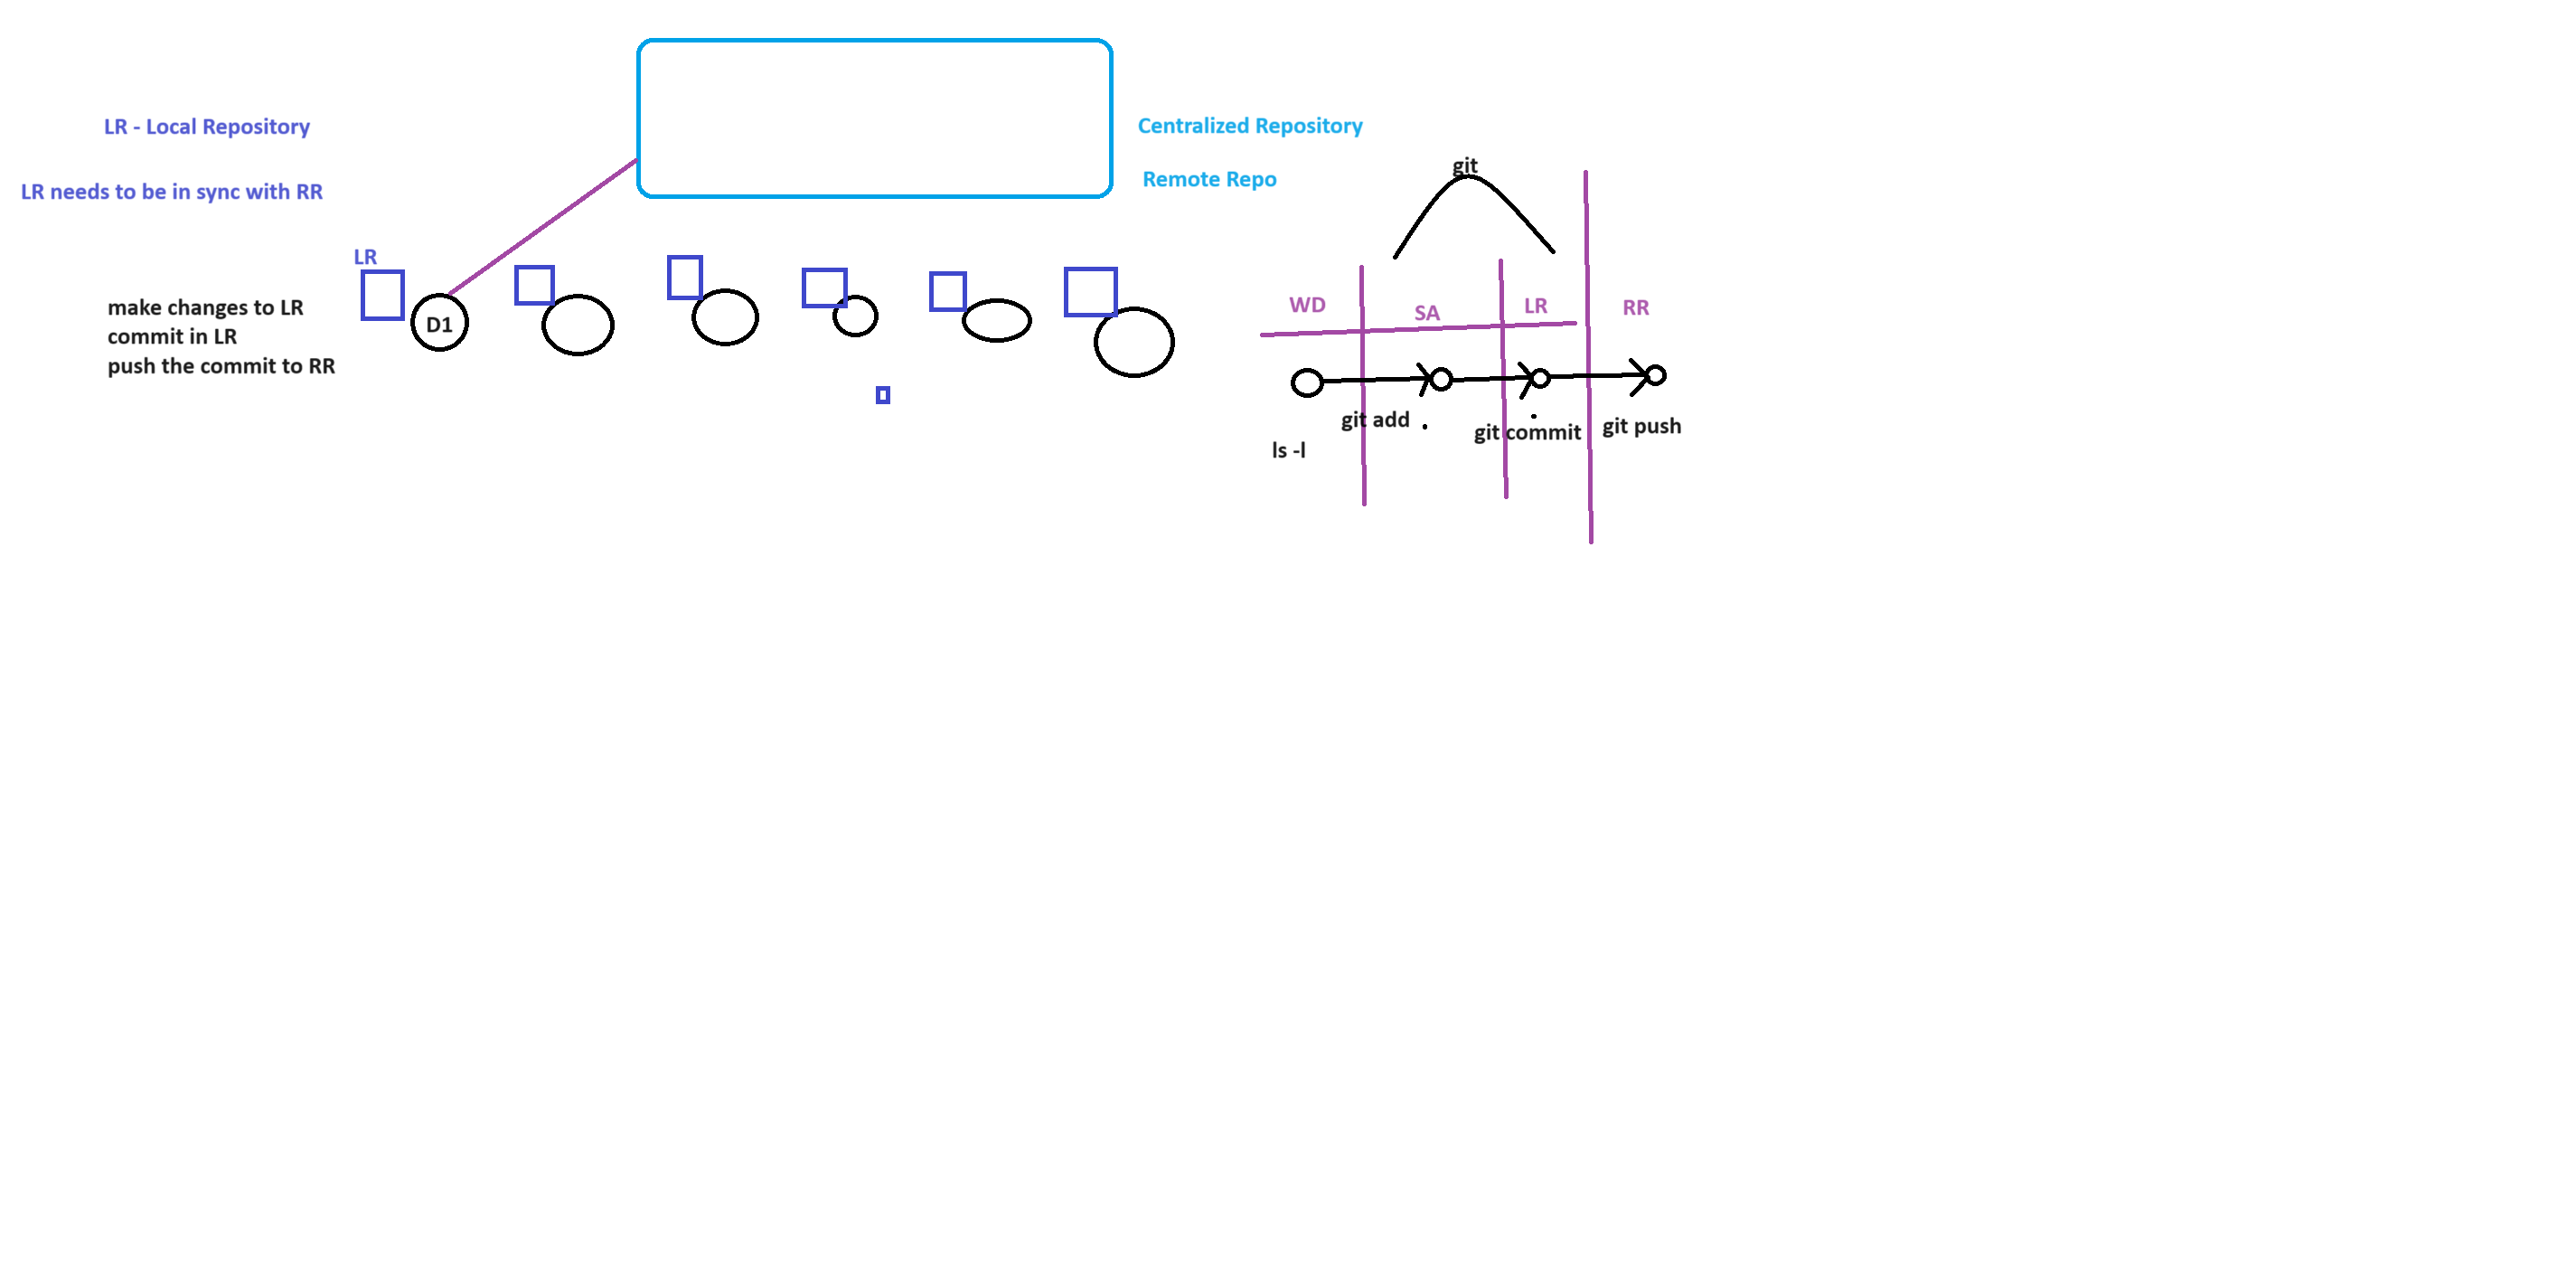 LR - Local Repository
LR needs to be in sync with RR
Centralized Repository
Remote Repo
LR
D1
make changes to LR
commit in LR
push the commit to RR
git
WD
SA
LR
RR
git add .
git commit
git push
ls -l